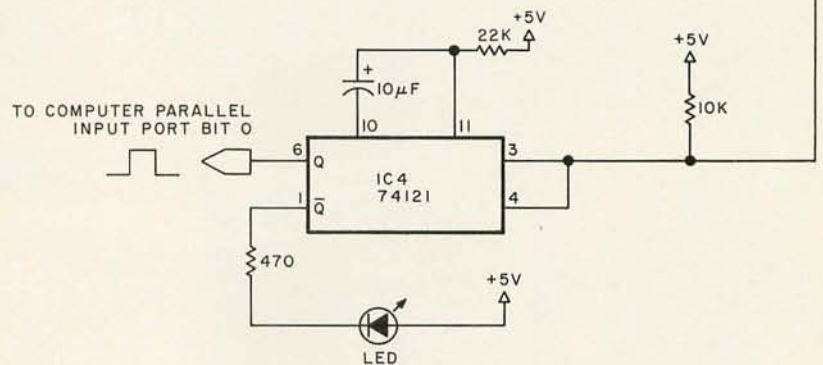 +5V
22K
+5V
+
10μF
10K
TO COMPUTER PARALLEL
INPUT PORT BIT 0
10
11
6
Q
3
IC4
74121
1
Q̅
4
470
+5V
LED